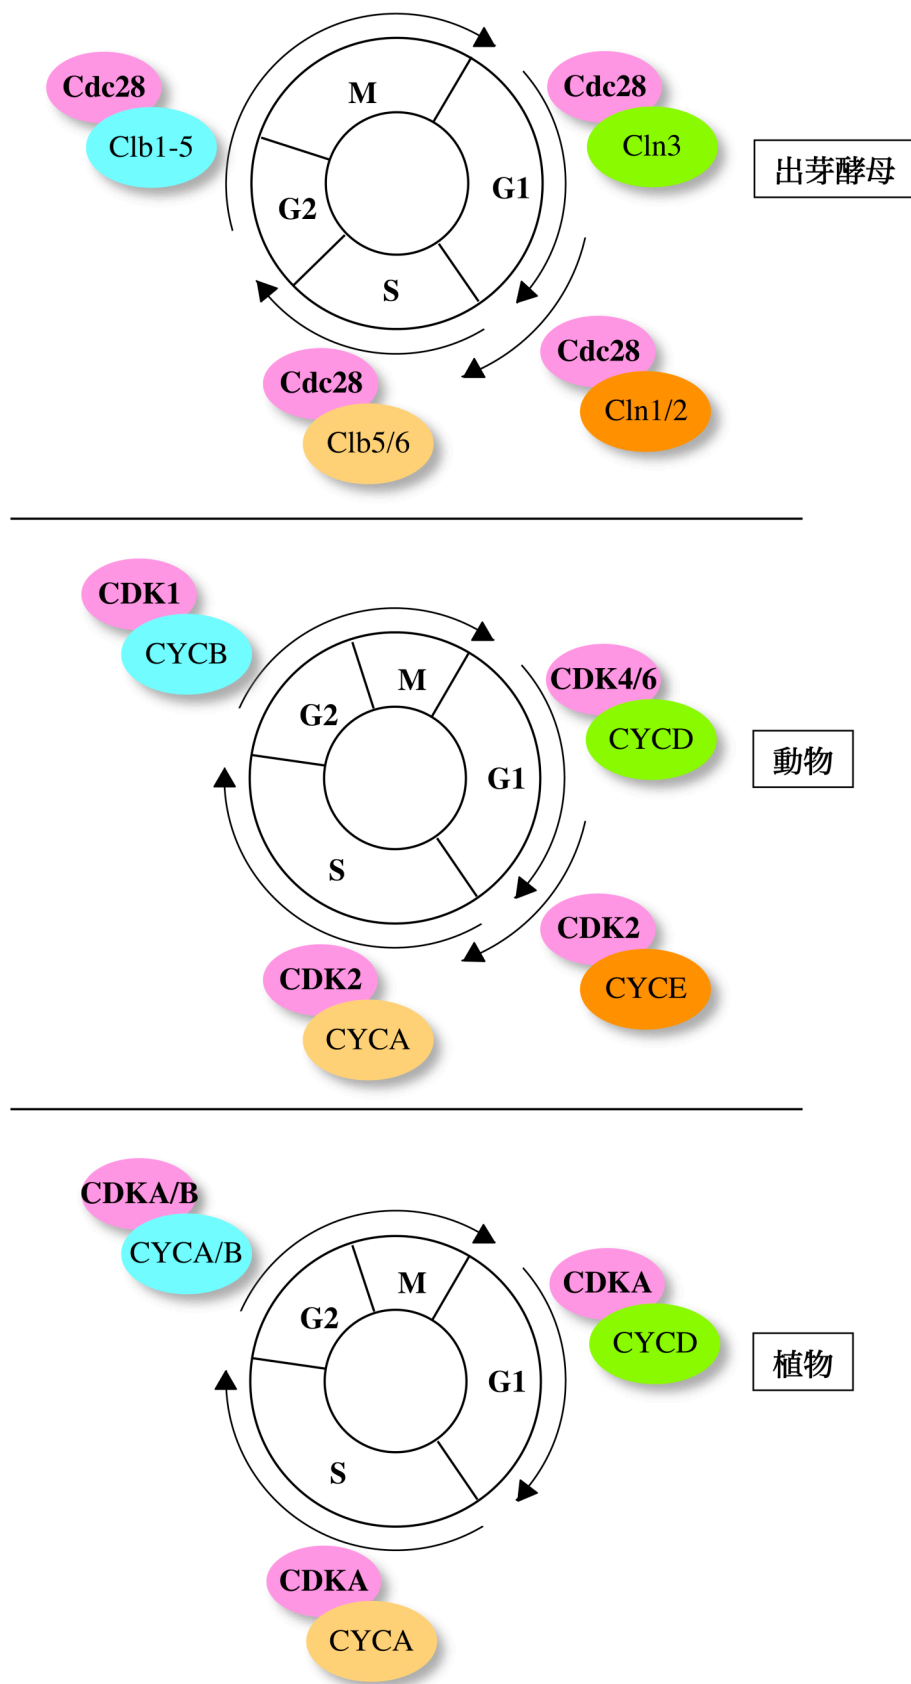 Cdc28
Clb1-5
M
G1
S
G2
Cdc28
Cln3
出芽酵母
Cdc28
Cln1/2
Cdc28
Clb5/6
CDK1
CYCB
M
G1
S
G2
CDK4/6
CYCD
動物
CDK2
CYCE
CDK2
CYCA
CDKA/B
CYCA/B
M
G1
S
G2
CDKA
CYCD
植物
CDKA
CYCA